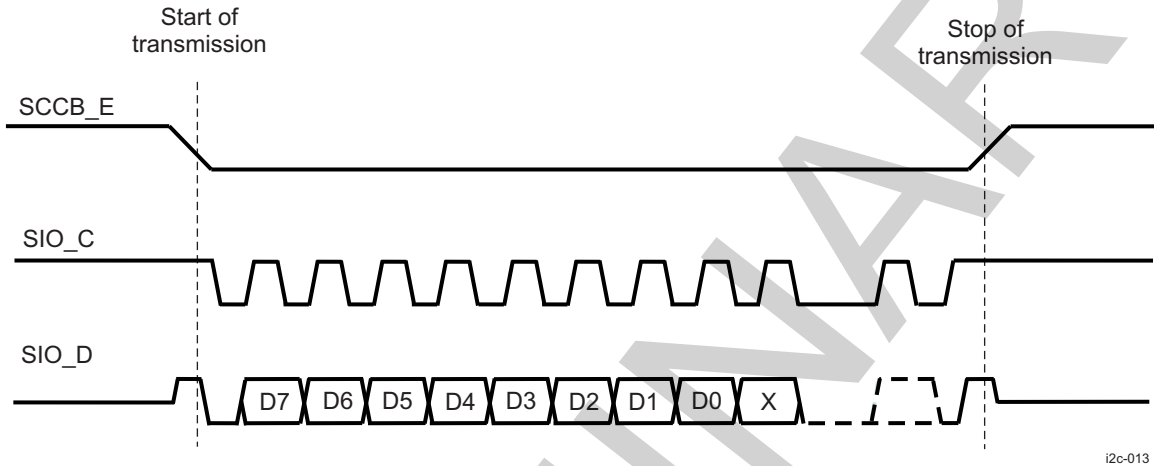 Start of
transmission
Stop of
transmission
SCCB_E
SIO_C
SIO_D
D7 D6 D5 D4 D3 D2 D1 D0 X
i2c-013